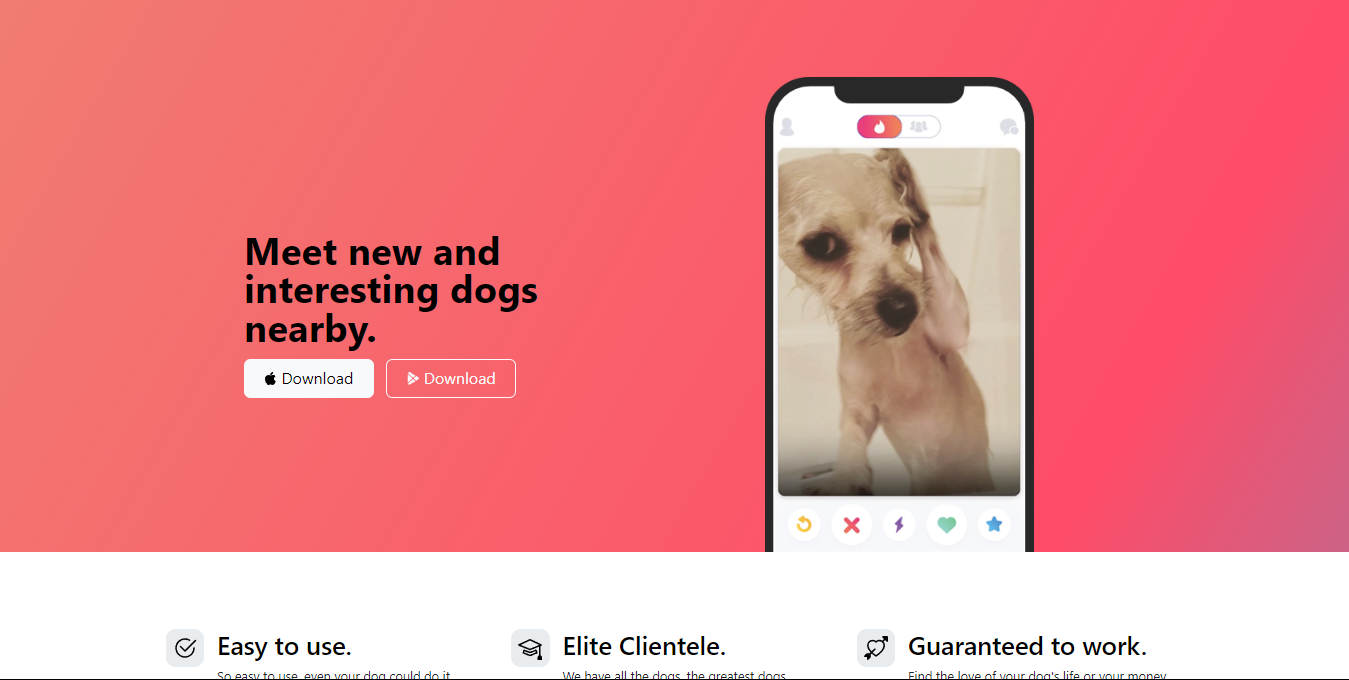 Meet new and
interesting dogs
nearby.
Download
Download
Easy to use.
Elite Clientele.
Guaranteed to work.
So easy to use, even your dog could do it.
We have all the dogs, the greatest dogs.
Find the love of your dog's life or your money